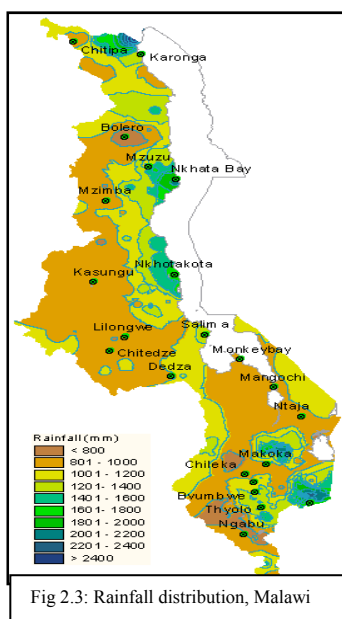 Chitipa
Karonga
Bolero
Mzuzu
Nkhata Bay
Mzimba
Nkhotakota
Kasungu
Salima
Lilongwe
Monkeybay
Chitedze
Dedza
Mangochi
Ntaja
Rainfall(mm)
< 800
801 - 1000
1001 - 1200
1201 - 1400
1401 - 1600
1601 - 1800
1801 - 2000
2001 - 2200
2201 - 2400
> 2400
Makoka
Chileka
Bvumbwe
Thyolo
Ngabu
Fig 2.3: Rainfall distribution, Malawi